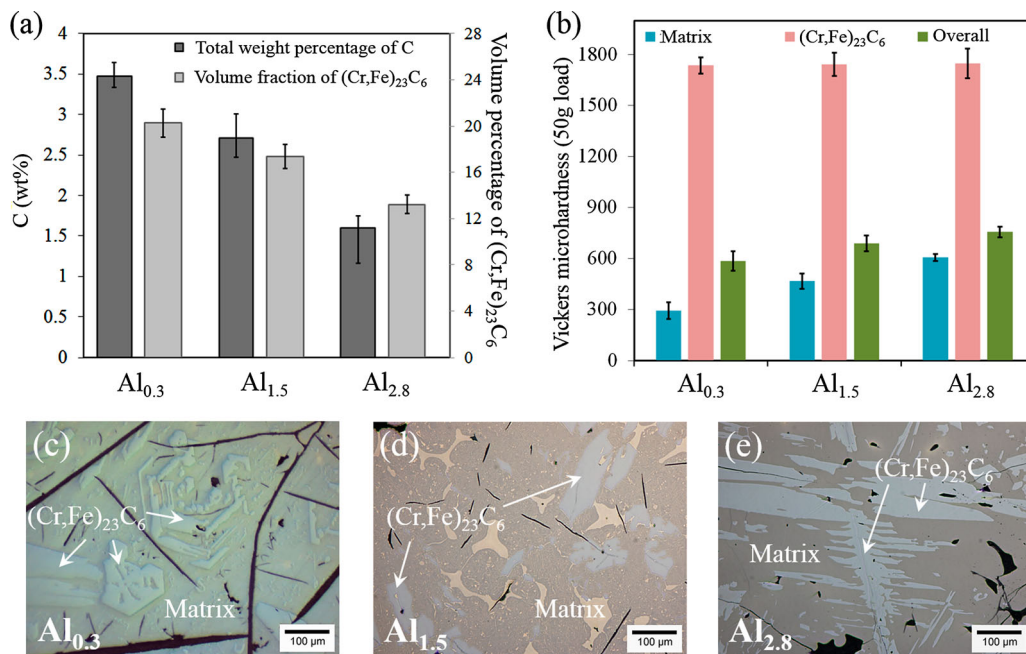 (a)
4
3.5
3
2.5
2
1.5
1
0.5
0
C (wt%)
Total weight percentage of C
Volume fraction of (Cr,Fe)₂₃C₆
28
24
20
16
12
8
4
0
Volume percentage of (Cr,Fe)₂₃C₆
Al₀.₃
Al₁.₅
Al₂.₈
(b)
Matrix
(Cr,Fe)₂₃C₆
Overall
1800
1500
1200
900
600
300
0
Vickers microhardness (50g load)
Al₀.₃
Al₁.₅
Al₂.₈
(c)
(Cr,Fe)₂₃C₆
Matrix
Al₀.₃
100 μm
(d)
(Cr,Fe)₂₃C₆
Matrix
Al₁.₅
100 μm
(e)
(Cr,Fe)₂₃C₆
Matrix
Al₂.₈
100 μm